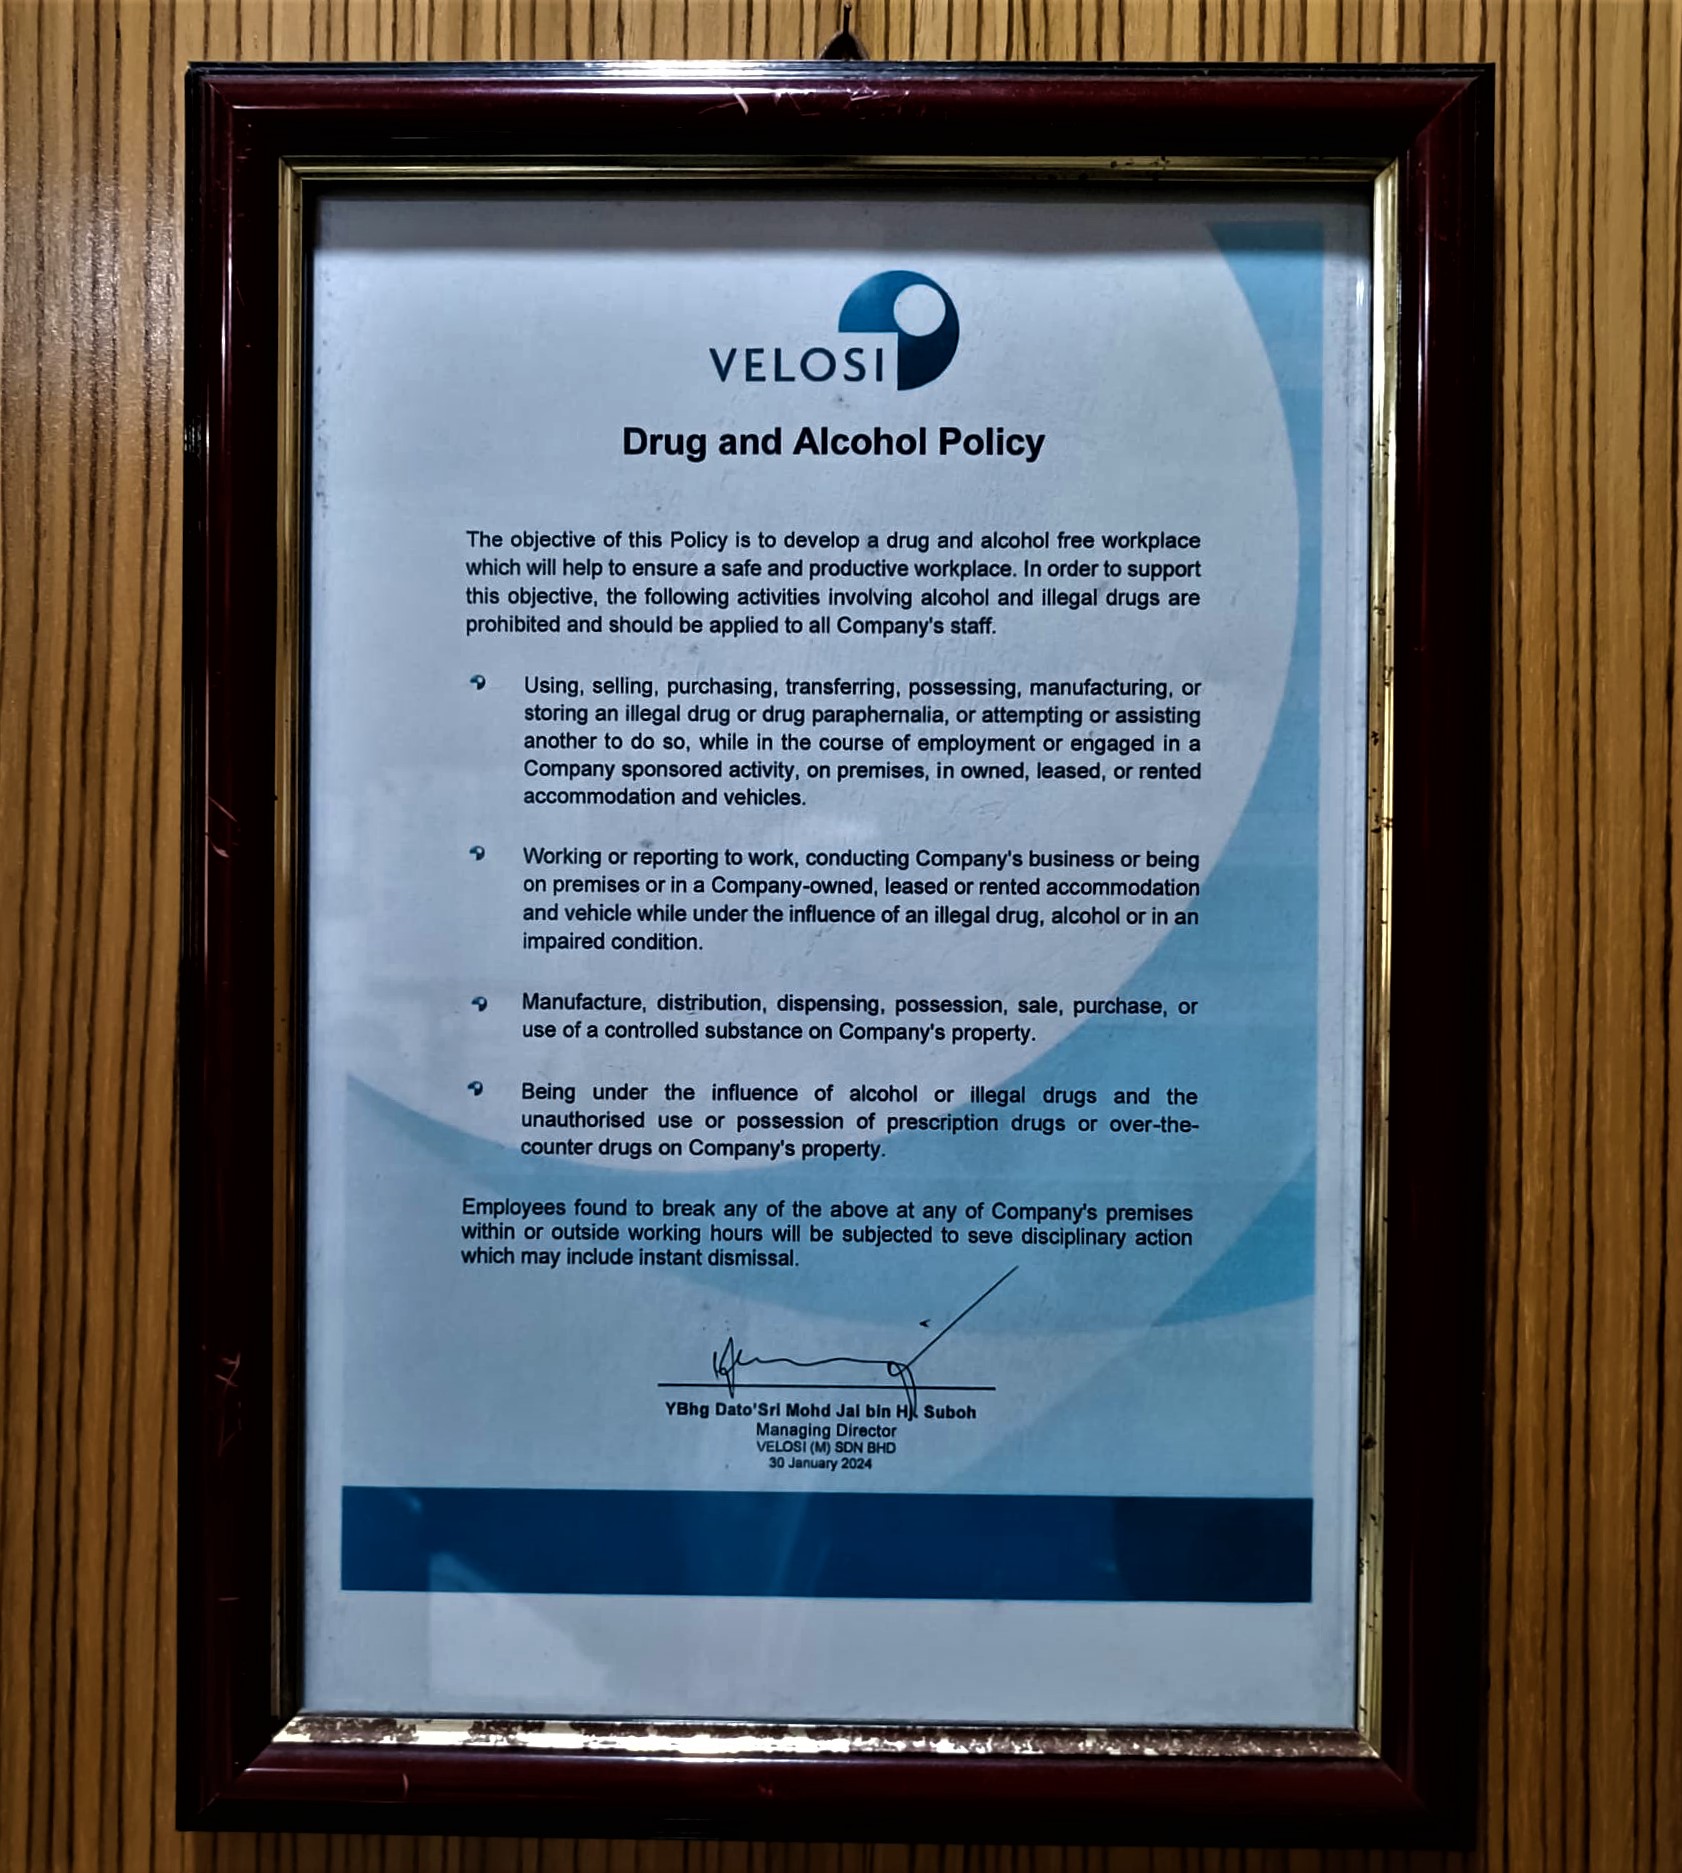 VELOSI
Drug and Alcohol Policy
The objective of this Policy is to develop a drug and alcohol free workplace
which will help to ensure a safe and productive workplace. In order to support
this objective, the following activities involving alcohol and illegal drugs are
prohibited and should be applied to all Company's staff.
Using, selling, purchasing, transferring, possessing, manufacturing, or
storing an illegal drug or drug paraphernalia, or attempting or assisting
another to do so, while in the course of employment or engaged in a
Company sponsored activity, on premises, in owned, leased, or rented
accommodation and vehicles.
Working or reporting to work, conducting Company's business or being
on premises or in a Company-owned, leased or rented accommodation
and vehicle while under the influence of an illegal drug, alcohol or in an
impaired condition.
Manufacture, distribution, dispensing, possession, sale, purchase, or
use of a controlled substance on Company's property.
Being under the influence of alcohol or illegal drugs and the
unauthorised use or possession of prescription drugs or over-the-
counter drugs on Company's property.
Employees found to break any of the above at any of Company's premises
within or outside working hours will be subjected to seve disciplinary action
which may include instant dismissal.
YBhg Dato'Sri Mohd Jai bin Hj. Suboh
Managing Director
VELOSI (M) SDN BHD
30 January 2024